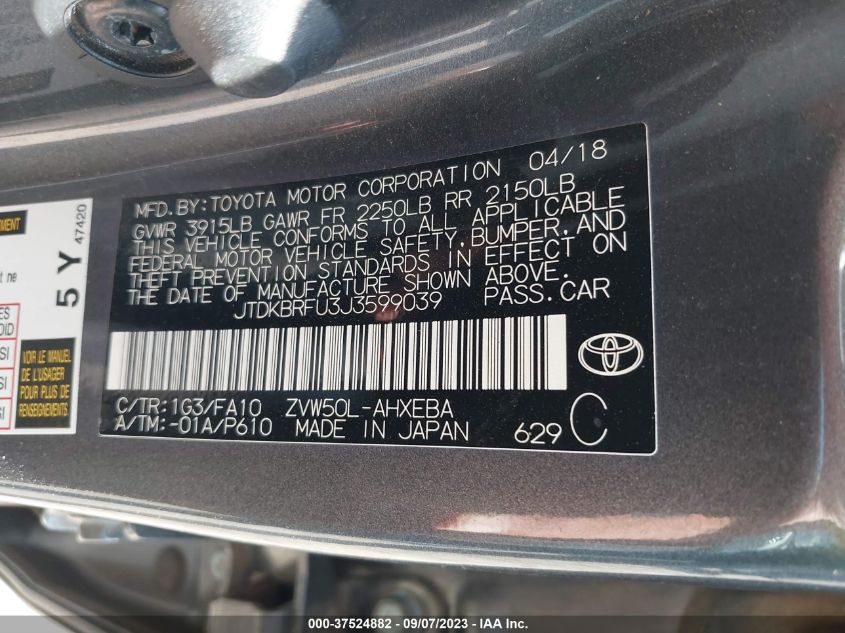 MFD.BY:TOYOTA MOTOR CORPORATION 04/18
GVWR 3915LB GAWR FR 2250LB RR 2150LB
THIS VEHICLE CONFORMS TO ALL APPLICABLE
FEDERAL MOTOR VEHICLE SAFETY,BUMPER,AND
THEFT PREVENTION STANDARDS IN EFFECT ON
THE DATE OF MANUFACTURE SHOWN ABOVE.
JTDKBRFU3J3599039 PASS.CAR
C/TR:1G3/FA10 ZVW50L-AHXEBA
A/TM:-01A/P610 MADE IN JAPAN 629 C
5 Y 47420
VOIR LE MANUEL
DE L'USAGER
POUR PLUS
000-37524882 - 09/07/2023 - IAA Inc.